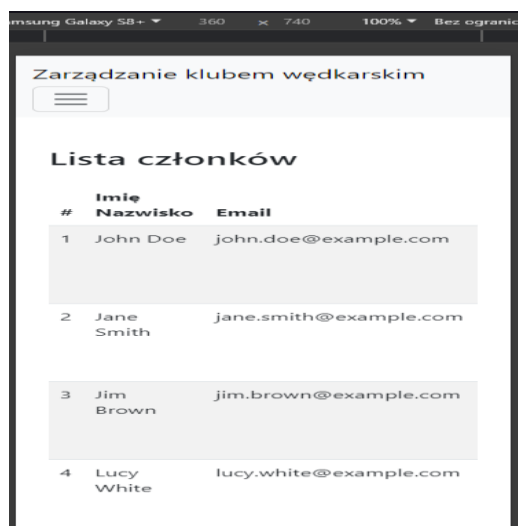 msung Galaxy S8+ ▼ 360 × 740 100% ▼ Bez ogranic
Zarządzanie klubem wędkarskim
Lista członków
# Imię Nazwisko Email
1 John Doe john.doe@example.com
2 Jane Smith jane.smith@example.com
3 Jim Brown jim.brown@example.com
4 Lucy White lucy.white@example.com